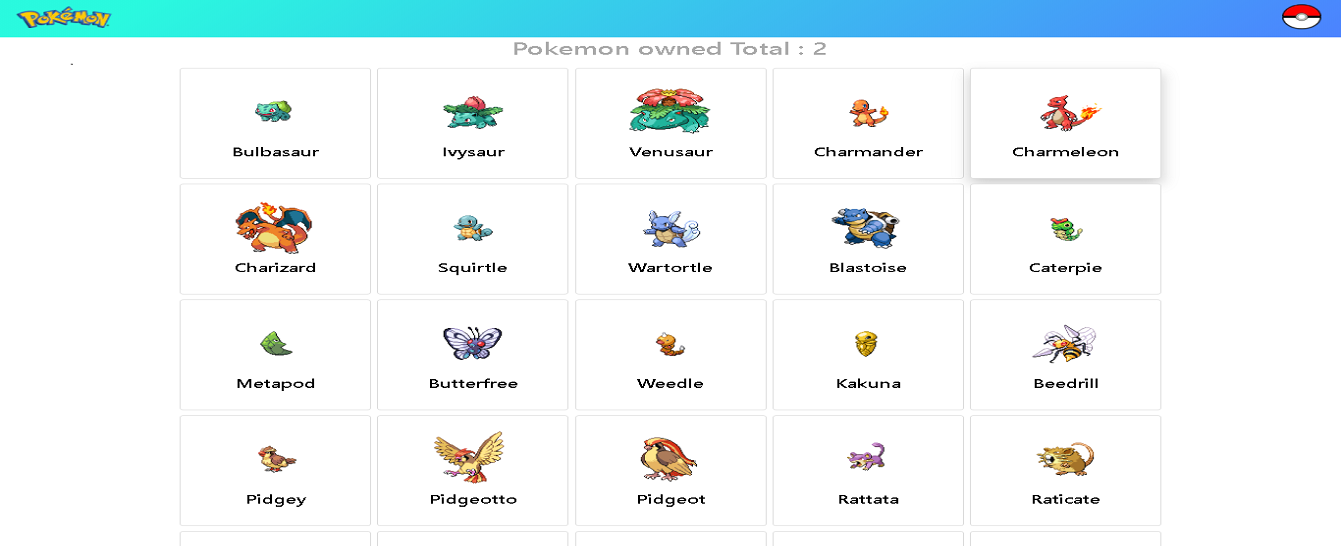 POKéMON
Pokemon owned Total : 2
Bulbasaur
Ivysaur
Venusaur
Charmander
Charmeleon
Charizard
Squirtle
Wartortle
Blastoise
Caterpie
Metapod
Butterfree
Weedle
Kakuna
Beedrill
Pidgey
Pidgeotto
Pidgeot
Rattata
Raticate